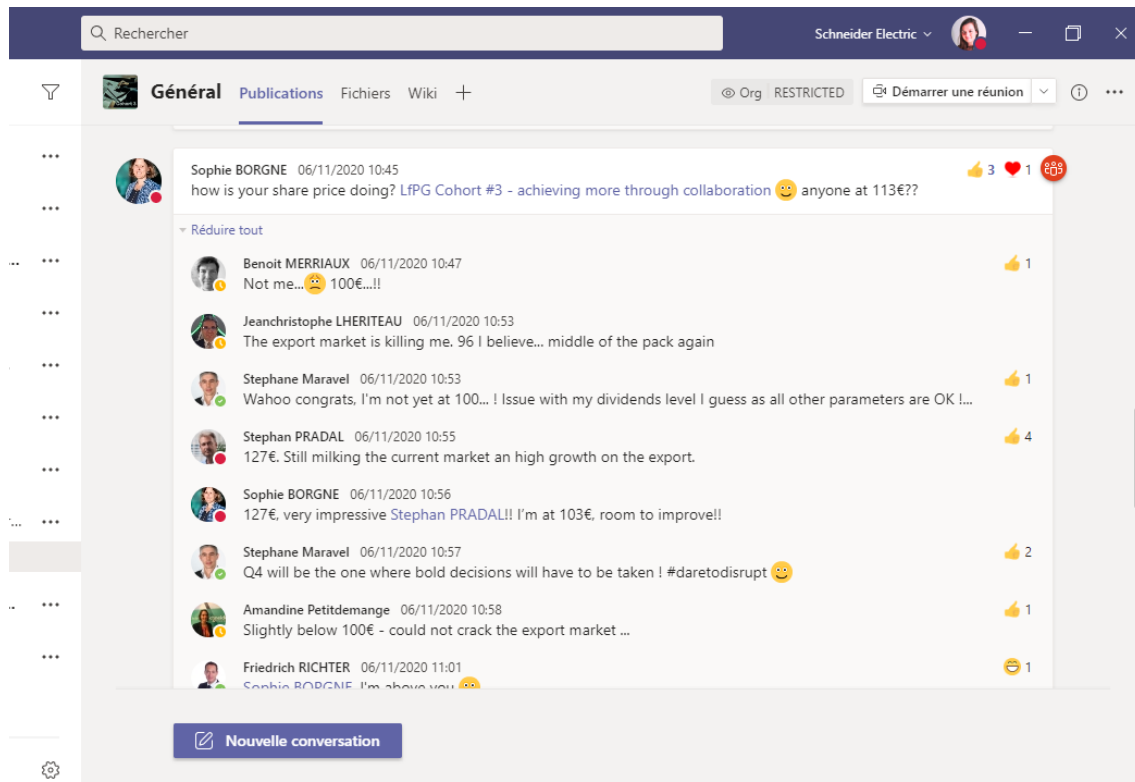 Rechercher
Schneider Electric
Général Publications Fichiers Wiki
Org RESTRICTED
Démarrer une réunion
Sophie BORGNE 06/11/2020 10:45
3 1
how is your share price doing? LfPG Cohort #3 - achieving more through collaboration 🙂 anyone at 113€??
Réduire tout
Benoit MERRIAUX 06/11/2020 10:47
1
Not me...😟 100€...!!
Jeanchristophe LHERITEAU 06/11/2020 10:53
The export market is killing me. 96 I believe... middle of the pack again
Stephane Maravel 06/11/2020 10:53
1
Wahoo congrats, I'm not yet at 100... ! Issue with my dividends level I guess as all other parameters are OK !...
Stephan PRADAL 06/11/2020 10:55
4
127€. Still milking the current market an high growth on the export.
Sophie BORGNE 06/11/2020 10:56
127€, very impressive Stephan PRADAL!! I'm at 103€, room to improve!!
Stephane Maravel 06/11/2020 10:57
2
Q4 will be the one where bold decisions will have to be taken ! #daretodisrupt 🙂
Amandine Petitdemange 06/11/2020 10:58
1
Slightly below 100€ - could not crack the export market ...
Friedrich RICHTER 06/11/2020 11:01
1
Sophie BORGNE I'm above you 🙂
Nouvelle conversation